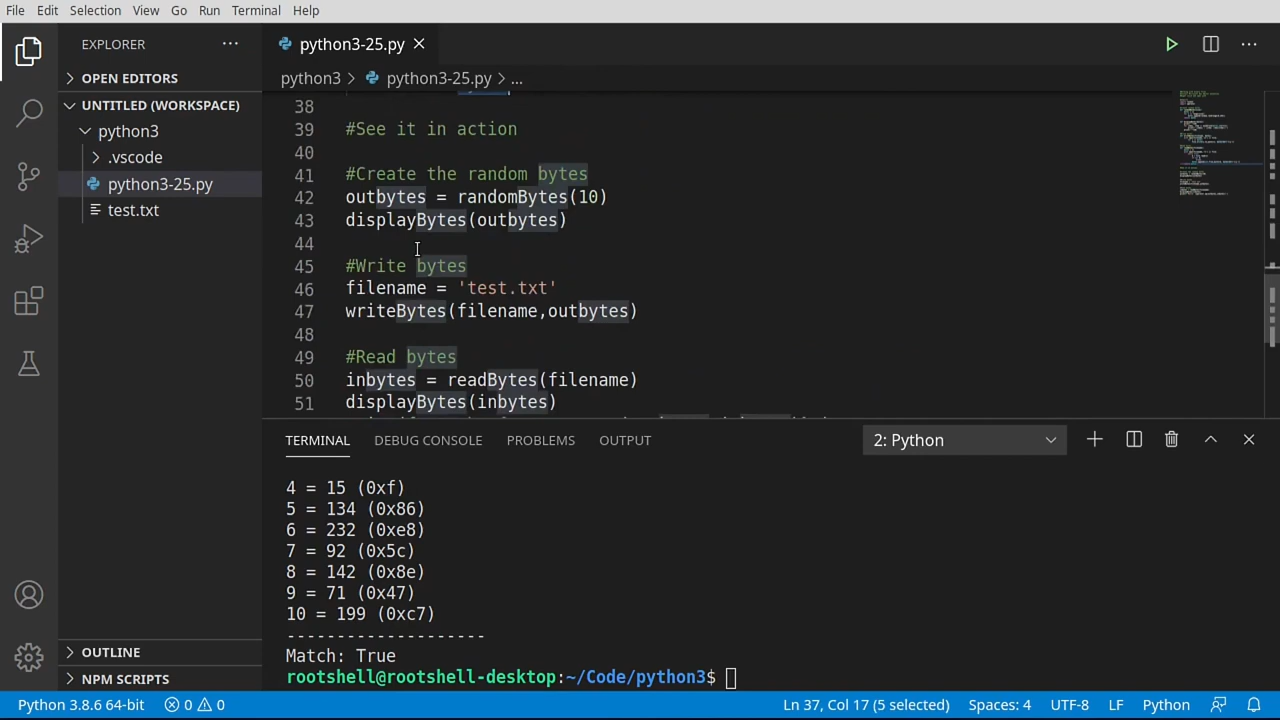 File Edit Selection View Go Run Terminal Help
EXPLORER
OPEN EDITORS
UNTITLED (WORKSPACE)
python3
.vscode
python3-25.py
test.txt
OUTLINE
NPM SCRIPTS
python3-25.py
python3 > python3-25.py > ...
38
39 #See it in action
40
41 #Create the random bytes
42 outbytes = randomBytes(10)
43 displayBytes(outbytes)
44
45 #Write bytes
46 filename = 'test.txt'
47 writeBytes(filename,outbytes)
48
49 #Read bytes
50 inbytes = readBytes(filename)
51 displayBytes(inbytes)
TERMINAL DEBUG CONSOLE PROBLEMS OUTPUT 2: Python
4 = 15 (0xf)
5 = 134 (0x86)
6 = 232 (0xe8)
7 = 92 (0x5c)
8 = 142 (0x8e)
9 = 71 (0x47)
10 = 199 (0xc7)
--------------------
Match: True
rootshell@rootshell-desktop:~/Code/python3$
Python 3.8.6 64-bit 0 0 Ln 37, Col 17 (5 selected) Spaces: 4 UTF-8 LF Python